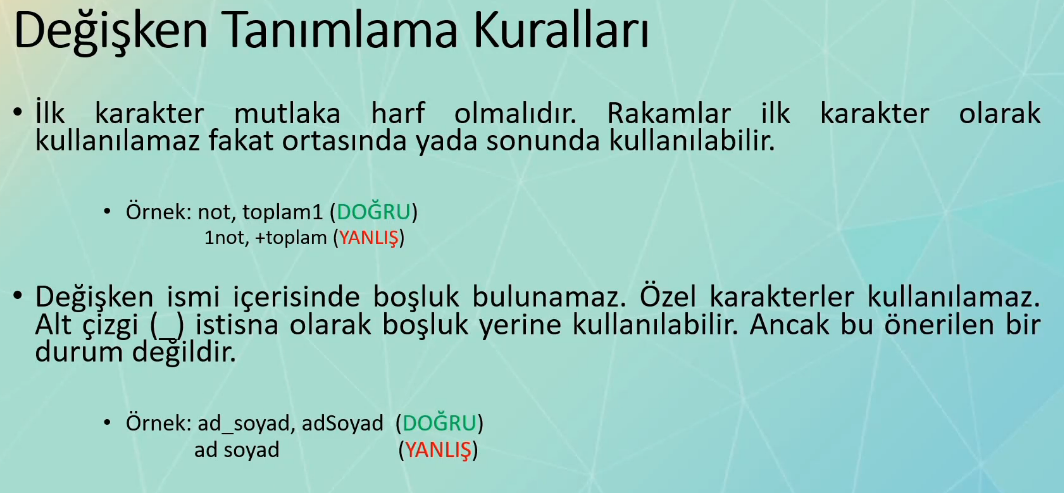 Değişken Tanımlama Kuralları
• İlk karakter mutlaka harf olmalıdır. Rakamlar ilk karakter olarak
kullanılamaz fakat ortasında yada sonunda kullanılabilir.
• Örnek: not, toplam1 (DOĞRU)
1not, +toplam (YANLIŞ)
• Değişken ismi içerisinde boşluk bulunamaz. Özel karakterler kullanılamaz.
Alt çizgi (_) istisna olarak boşluk yerine kullanılabilir. Ancak bu önerilen bir
durum değildir.
• Örnek: ad_soyad, adSoyad (DOĞRU)
ad soyad (YANLIŞ)